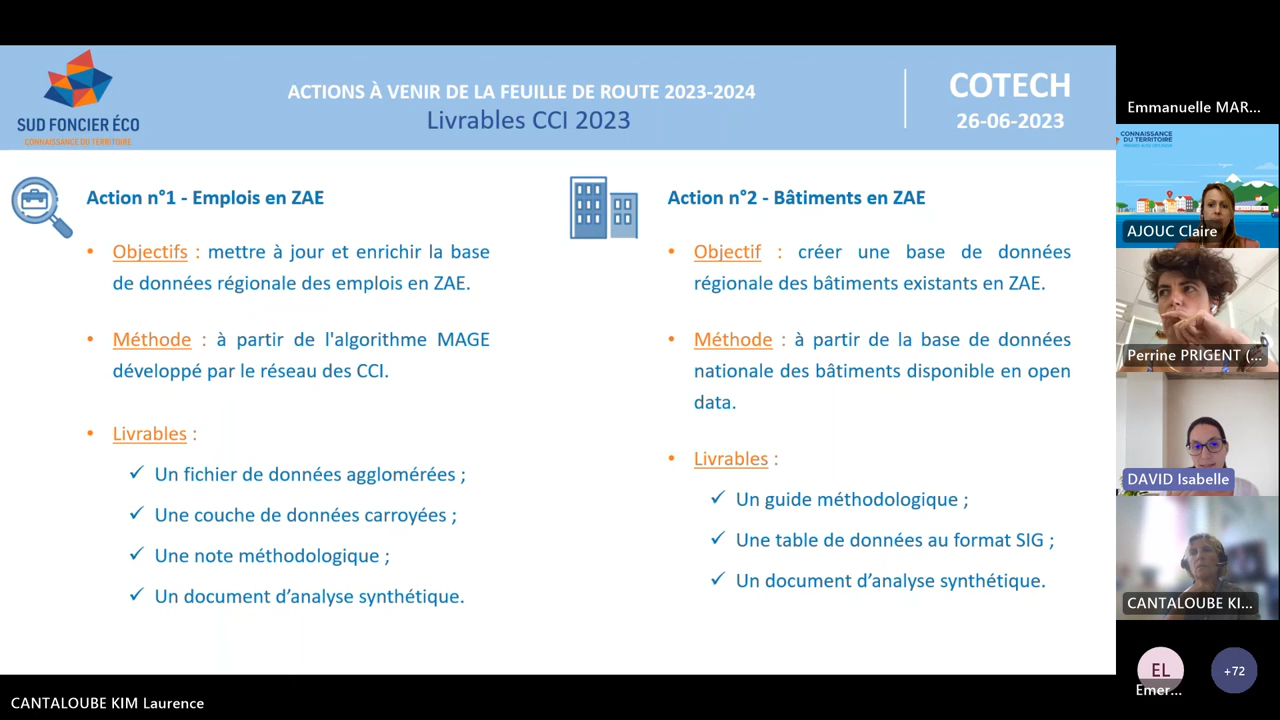 SUD FONCIER ÉCO
CONNAISSANCE DU TERRITOIRE
ACTIONS À VENIR DE LA FEUILLE DE ROUTE 2023-2024
Livrables CCI 2023
COTECH
26-06-2023
Action n°1 - Emplois en ZAE
• Objectifs : mettre à jour et enrichir la base
de données régionale des emplois en ZAE.
• Méthode : à partir de l'algorithme MAGE
développé par le réseau des CCI.
• Livrables :
✓ Un fichier de données agglomérées ;
✓ Une couche de données carroyées ;
✓ Une note méthodologique ;
✓ Un document d’analyse synthétique.
Action n°2 - Bâtiments en ZAE
• Objectif : créer une base de données
régionale des bâtiments existants en ZAE.
• Méthode : à partir de la base de données
nationale des bâtiments disponible en open
data.
• Livrables :
✓ Un guide méthodologique ;
✓ Une table de données au format SIG ;
✓ Un document d’analyse synthétique.
Emmanuelle MAR...
CONNAISSANCE
DU TERRITOIRE
AJOUC Claire
Perrine PRIGENT (...
DAVID Isabelle
CANTALOUBE KI...
EL
Emer...
+72
CANTALOUBE KIM Laurence